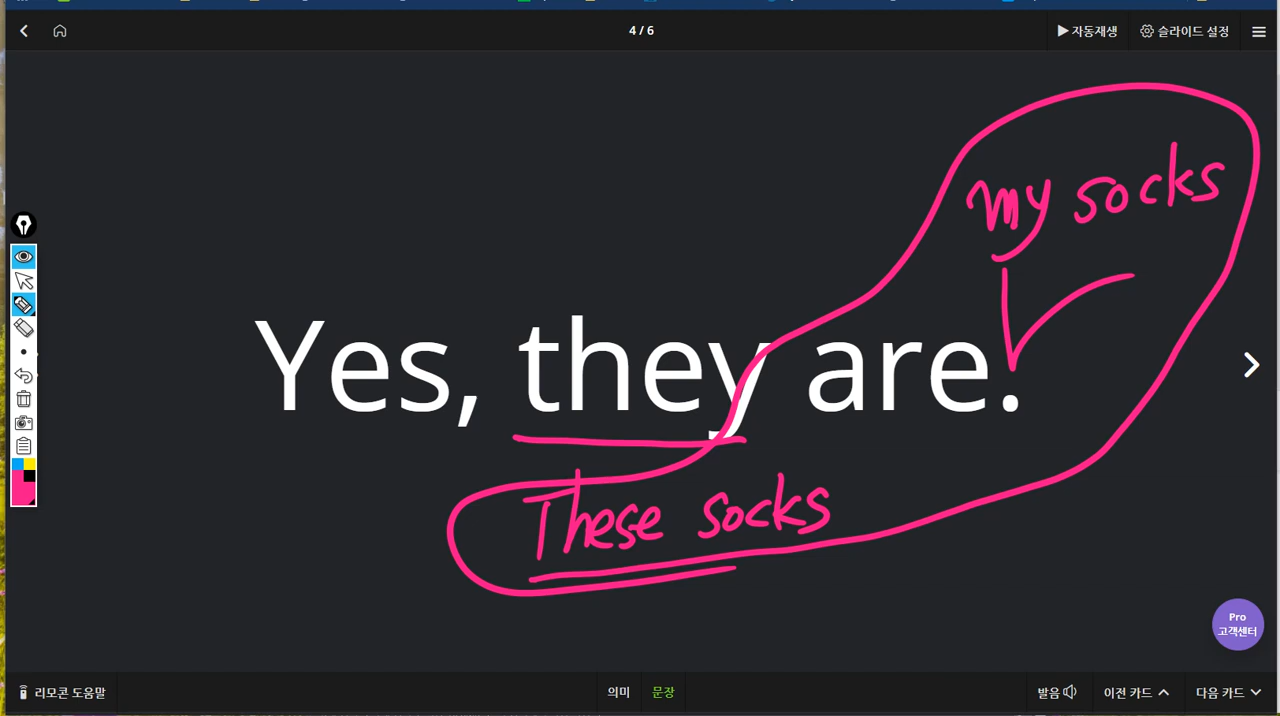 4 / 6
자동재생
슬라이드 설정
my socks
Yes, they are.
These socks
Pro
고객센터
리모콘 도움말
의미
문장
발음
이전 카드
다음 카드